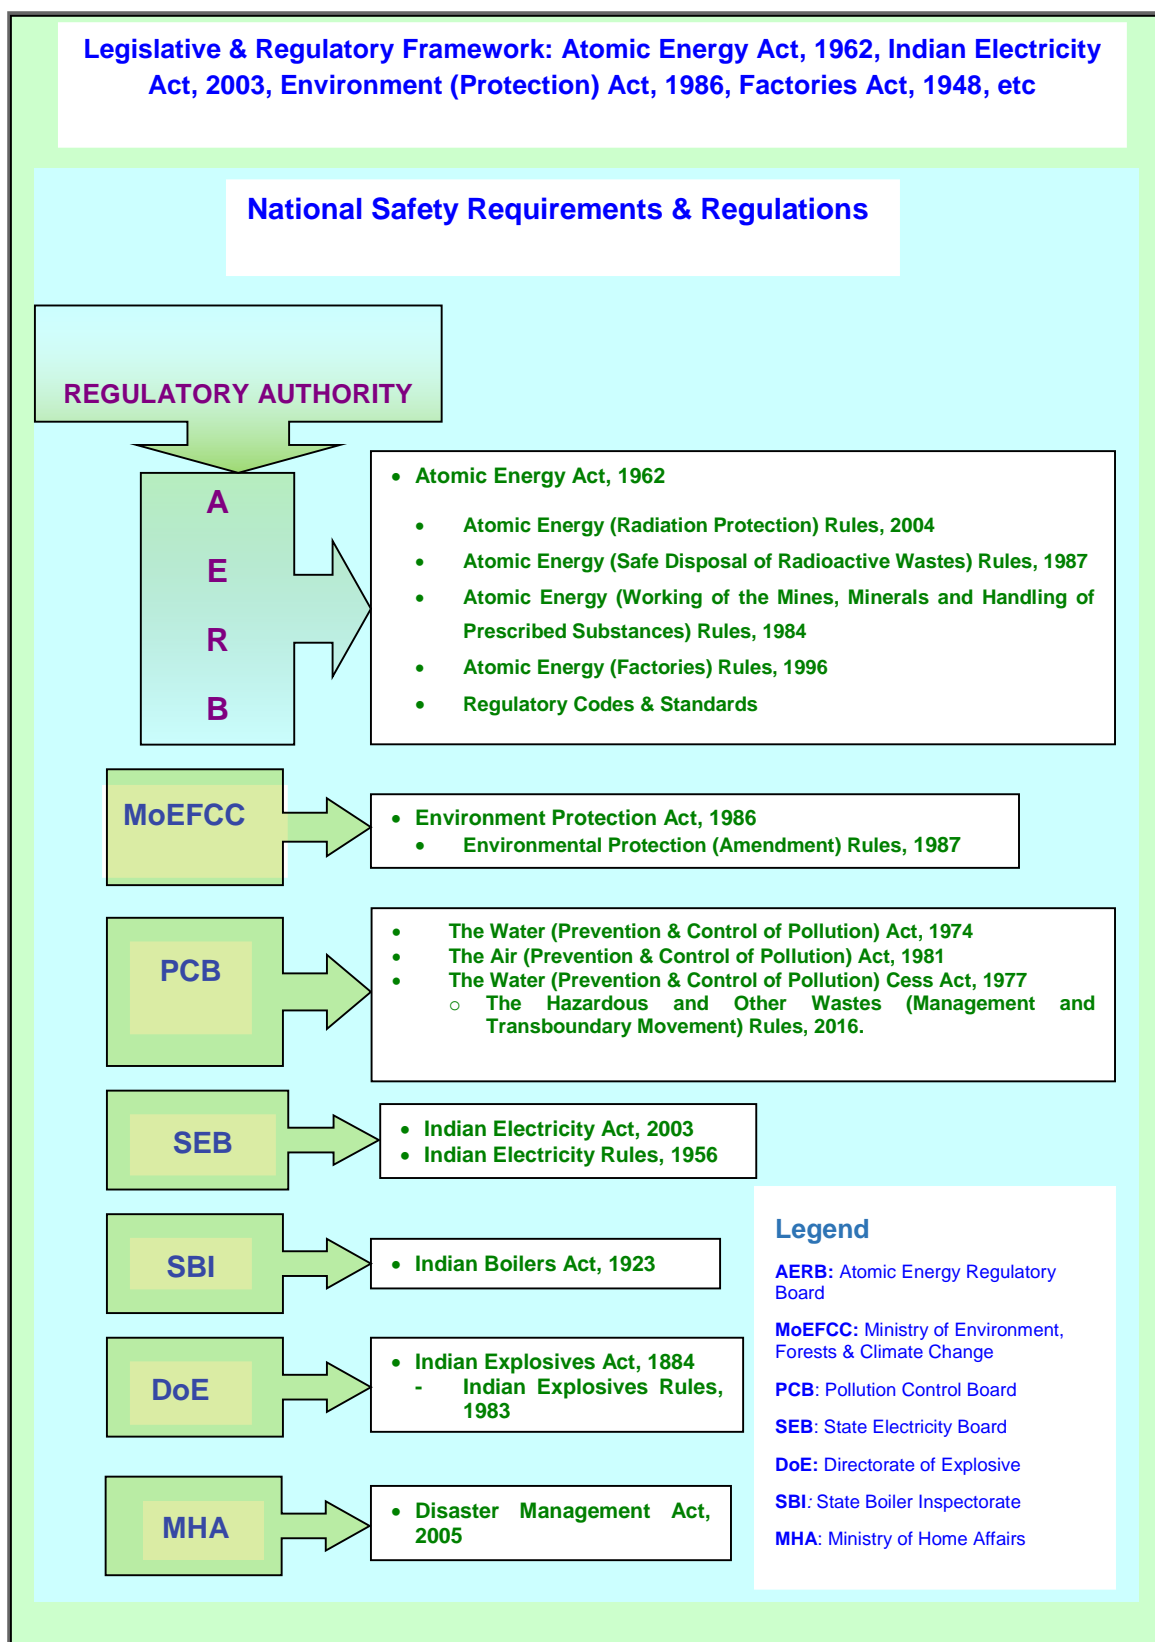 Legislative & Regulatory Framework: Atomic Energy Act, 1962, Indian Electricity
Act, 2003, Environment (Protection) Act, 1986, Factories Act, 1948, etc
National Safety Requirements & Regulations
REGULATORY AUTHORITY
A
E
R
B
• Atomic Energy Act, 1962
• Atomic Energy (Radiation Protection) Rules, 2004
• Atomic Energy (Safe Disposal of Radioactive Wastes) Rules, 1987
• Atomic Energy (Working of the Mines, Minerals and Handling of
Prescribed Substances) Rules, 1984
• Atomic Energy (Factories) Rules, 1996
• Regulatory Codes & Standards
MoEFCC
• Environment Protection Act, 1986
• Environmental Protection (Amendment) Rules, 1987
PCB
• The Water (Prevention & Control of Pollution) Act, 1974
• The Air (Prevention & Control of Pollution) Act, 1981
• The Water (Prevention & Control of Pollution) Cess Act, 1977
o The Hazardous and Other Wastes (Management and
Transboundary Movement) Rules, 2016.
SEB
• Indian Electricity Act, 2003
• Indian Electricity Rules, 1956
SBI
• Indian Boilers Act, 1923
DoE
• Indian Explosives Act, 1884
- Indian Explosives Rules,
1983
MHA
• Disaster Management Act,
2005
Legend
AERB: Atomic Energy Regulatory
Board
MoEFCC: Ministry of Environment,
Forests & Climate Change
PCB: Pollution Control Board
SEB: State Electricity Board
DoE: Directorate of Explosive
SBI: State Boiler Inspectorate
MHA: Ministry of Home Affairs